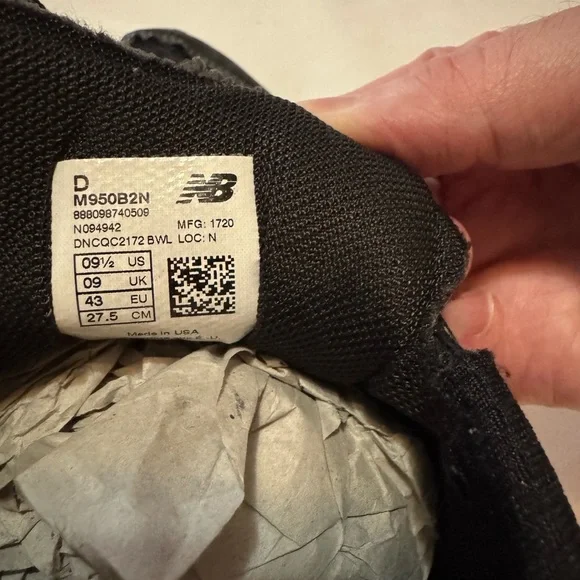 D
M950B2N
888098740509
N094942 MFG: 1720
DNCQC2172 BWL LOC: N
09½ US
09 UK
43 EU
27.5 CM
NB
Made in USA